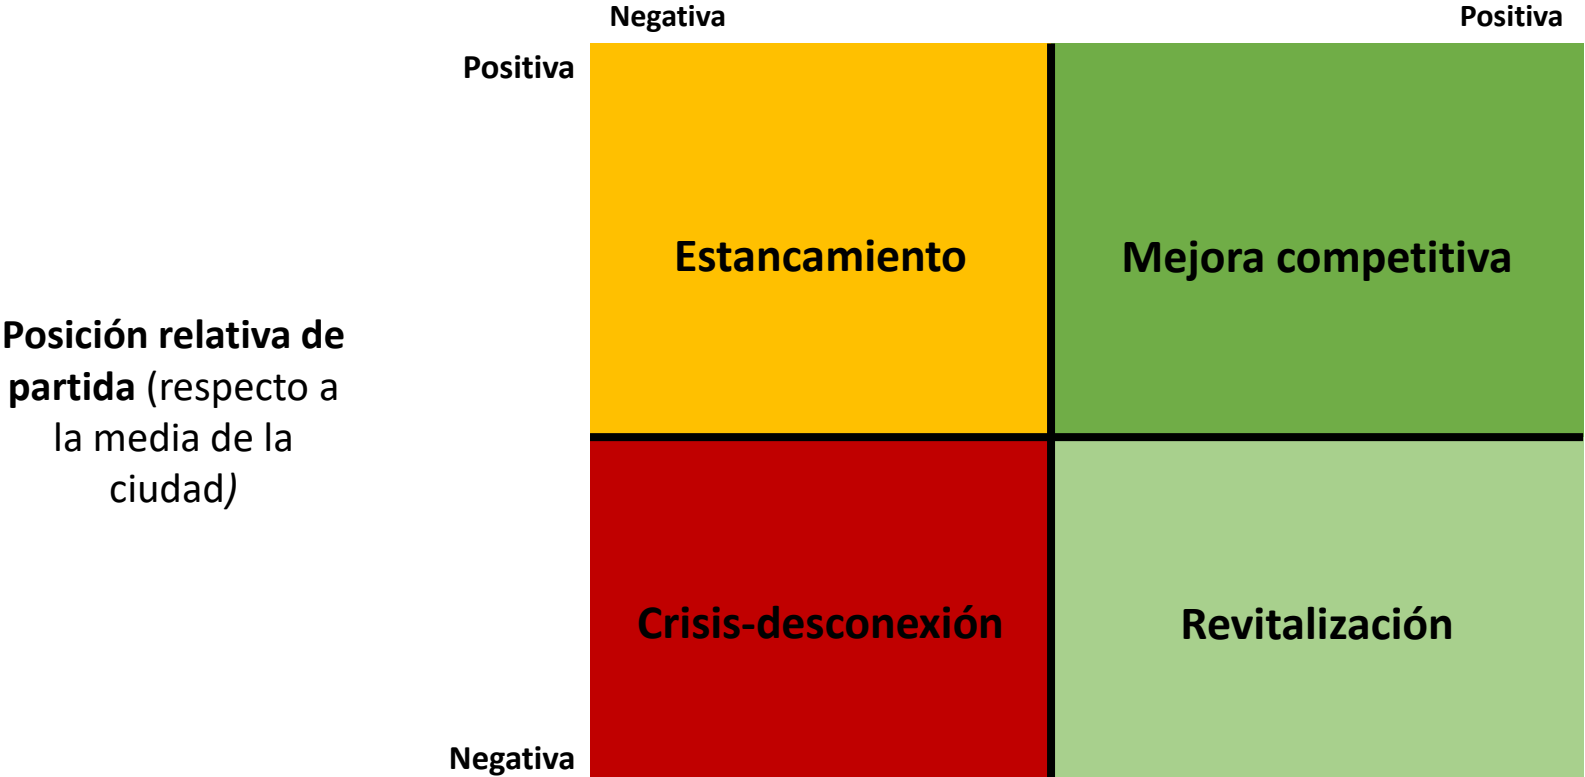 Negativa
Positiva
Positiva
Estancamiento
Mejora competitiva
Posición relativa de
partida (respecto a
la media de la
ciudad)
Crisis-desconexión
Revitalización
Negativa